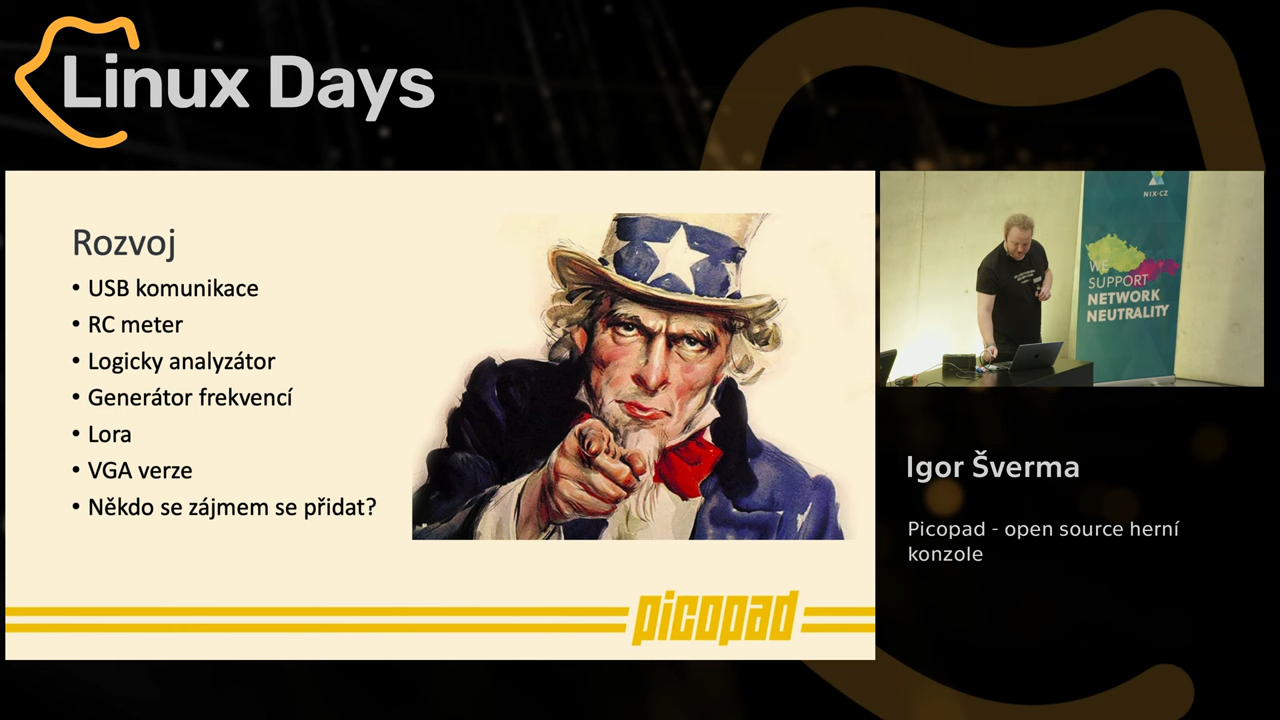 Linux Days
Rozvoj
• USB komunikace
• RC meter
• Logicky analyzátor
• Generátor frekvencí
• Lora
• VGA verze
• Někdo se zájmem se přidat?
picopad
NIX·CZ
WE
SUPPORT
NETWORK
NEUTRALITY
Igor Šverma
Picopad - open source herní
konzole